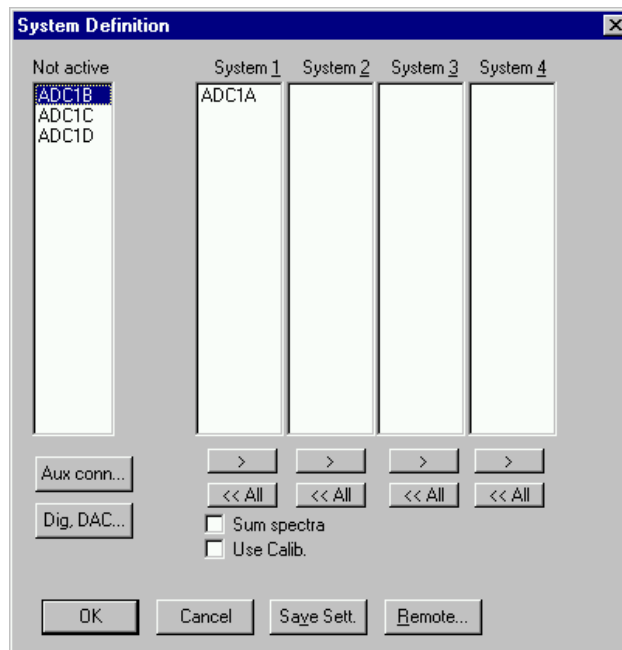 System Definition
Not active System 1 System 2 System 3 System 4
ADC1B ADC1A
ADC1C
ADC1D
Aux conn... > > > >
<< All << All << All << All
Dig, DAC... Sum spectra
Use Calib.
OK Cancel Save Sett. Remote...